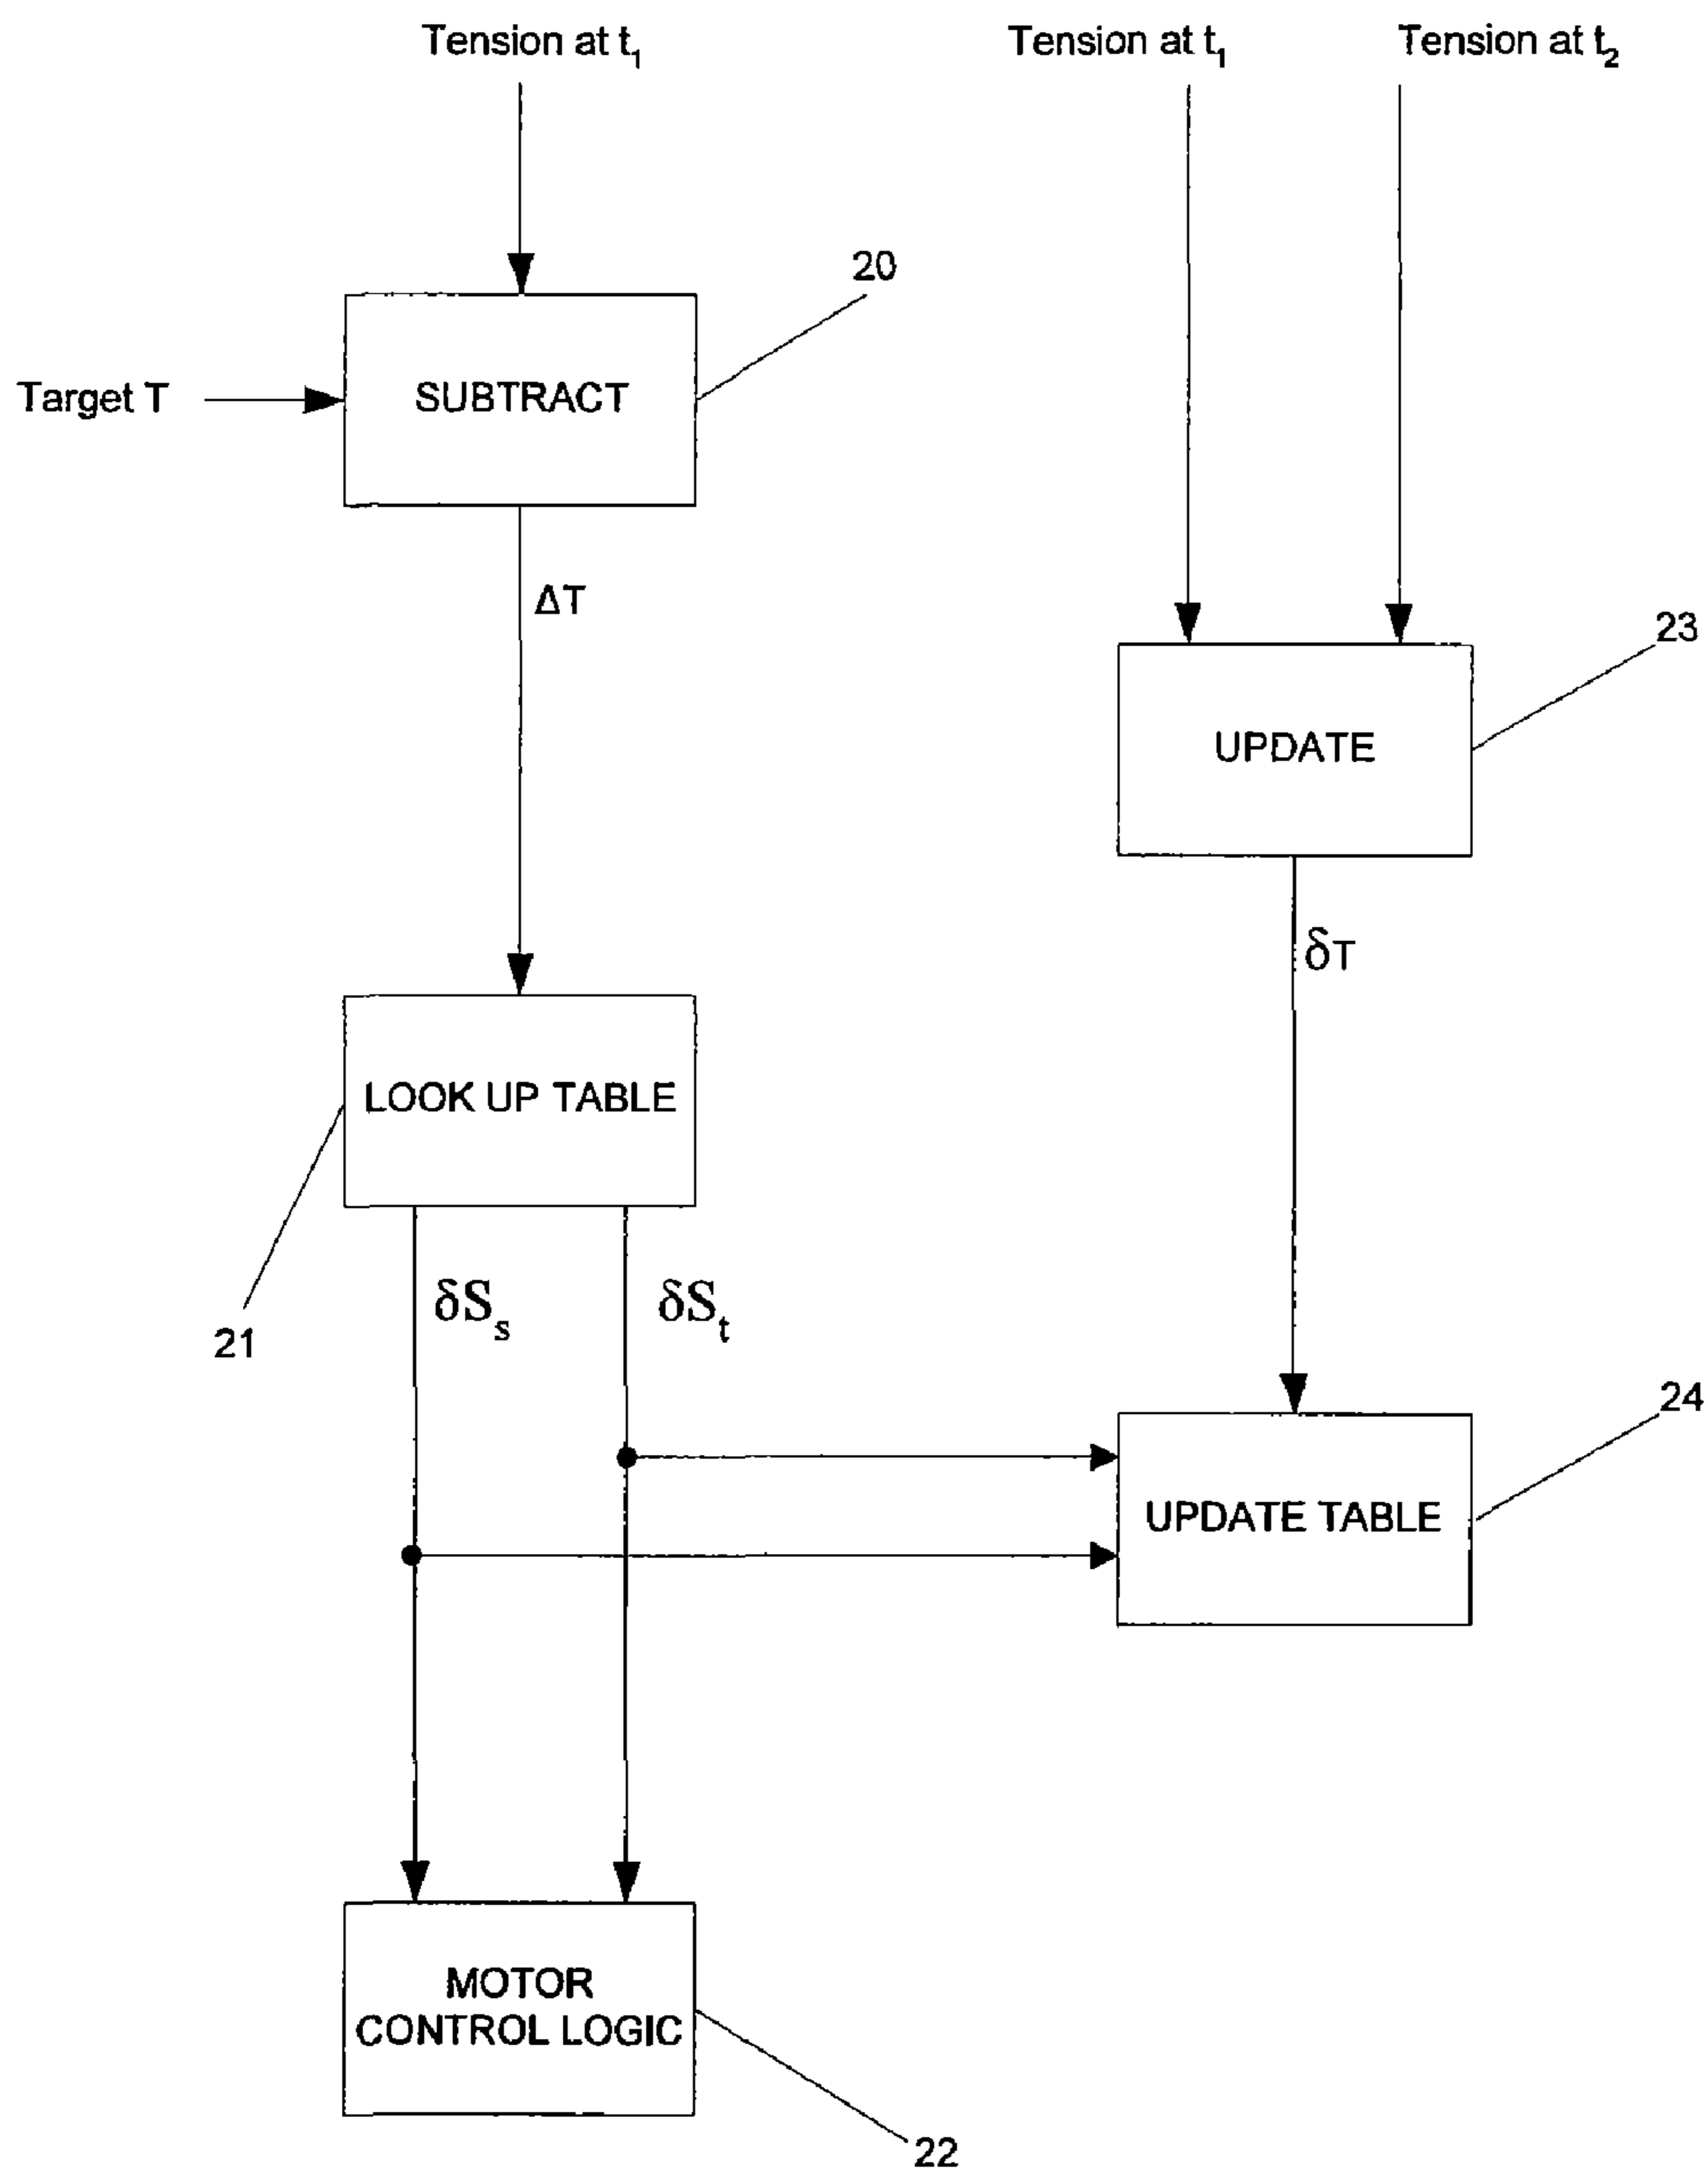 Tension at t₁
Tension at t₁
Tension at t₂
20
Target T
SUBTRACT
ΔT
23
UPDATE
δT
LOOK UP TABLE
δSₛ
δSₜ
21
24
UPDATE TABLE
MOTOR
CONTROL LOGIC
22